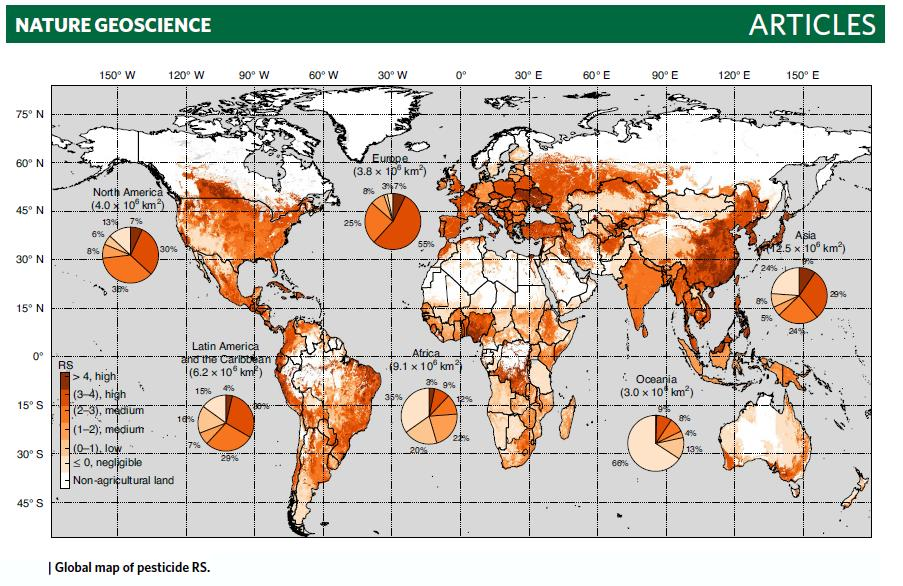 NATURE GEOSCIENCE
ARTICLES
150° W 120° W 90° W 60° W 30° W 0° 30° E 60° E 90° E 120° E 150° E
75° N
60° N
45° N
30° N
15° N
0°
15° S
30° S
45° S
North America
(4.0 × 10⁶ km²)
13% 7%
6%
8% 30%
Europe
(3.8 × 10⁶ km²)
8% 3% 7%
25%
55%
Asia
(12.5 × 10⁶ km²)
24%
29%
8%
5%
24%
Latin America
and the Caribbean
(6.2 × 10⁶ km²)
15% 4%
16%
7%
29%
Africa
(9.1 × 10⁶ km²)
3% 9%
35% 12%
22%
20%
Oceania
(3.0 × 10⁶ km²)
9%
8%
4%
13%
66%
RS
> 4, high
(3–4), high
(2–3), medium
(1–2), medium
(0–1), low
≤ 0, negligible
Non-agricultural land
| Global map of pesticide RS.